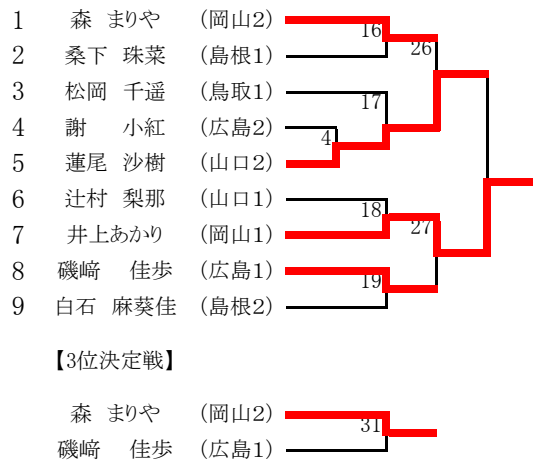 1 森 まりや (岡山2)
16
26
2 桑下 珠菜 (島根1)
3 松岡 千遥 (鳥取1)
17
4 謝 小紅 (広島2)
4
5 蓮尾 沙樹 (山口2)
6 辻村 梨那 (山口1)
18
27
7 井上あかり (岡山1)
8 磯﨑 佳歩 (広島1)
19
9 白石 麻葵佳 (島根2)
【3位決定戦】
森 まりや (岡山2)
31
磯﨑 佳歩 (広島1)